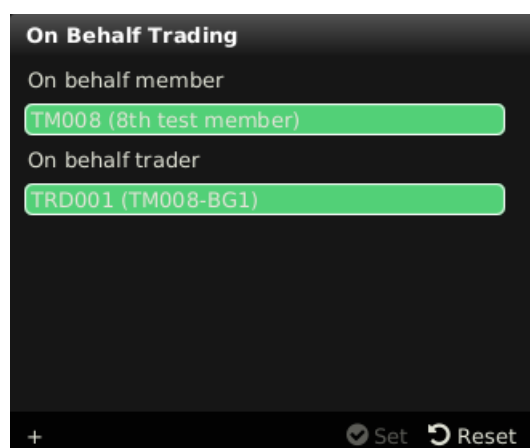 On Behalf Trading
On behalf member
TM008 (8th test member)
On behalf trader
TRD001 (TM008-BG1)
+ Set Reset